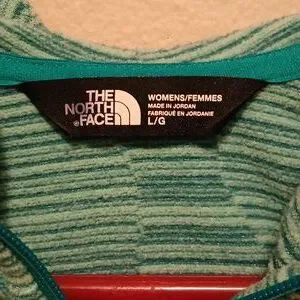 THE
NORTH
FACE
WOMENS/FEMMES
MADE IN JORDAN
FABRIQUÉ EN JORDANIE
L/G